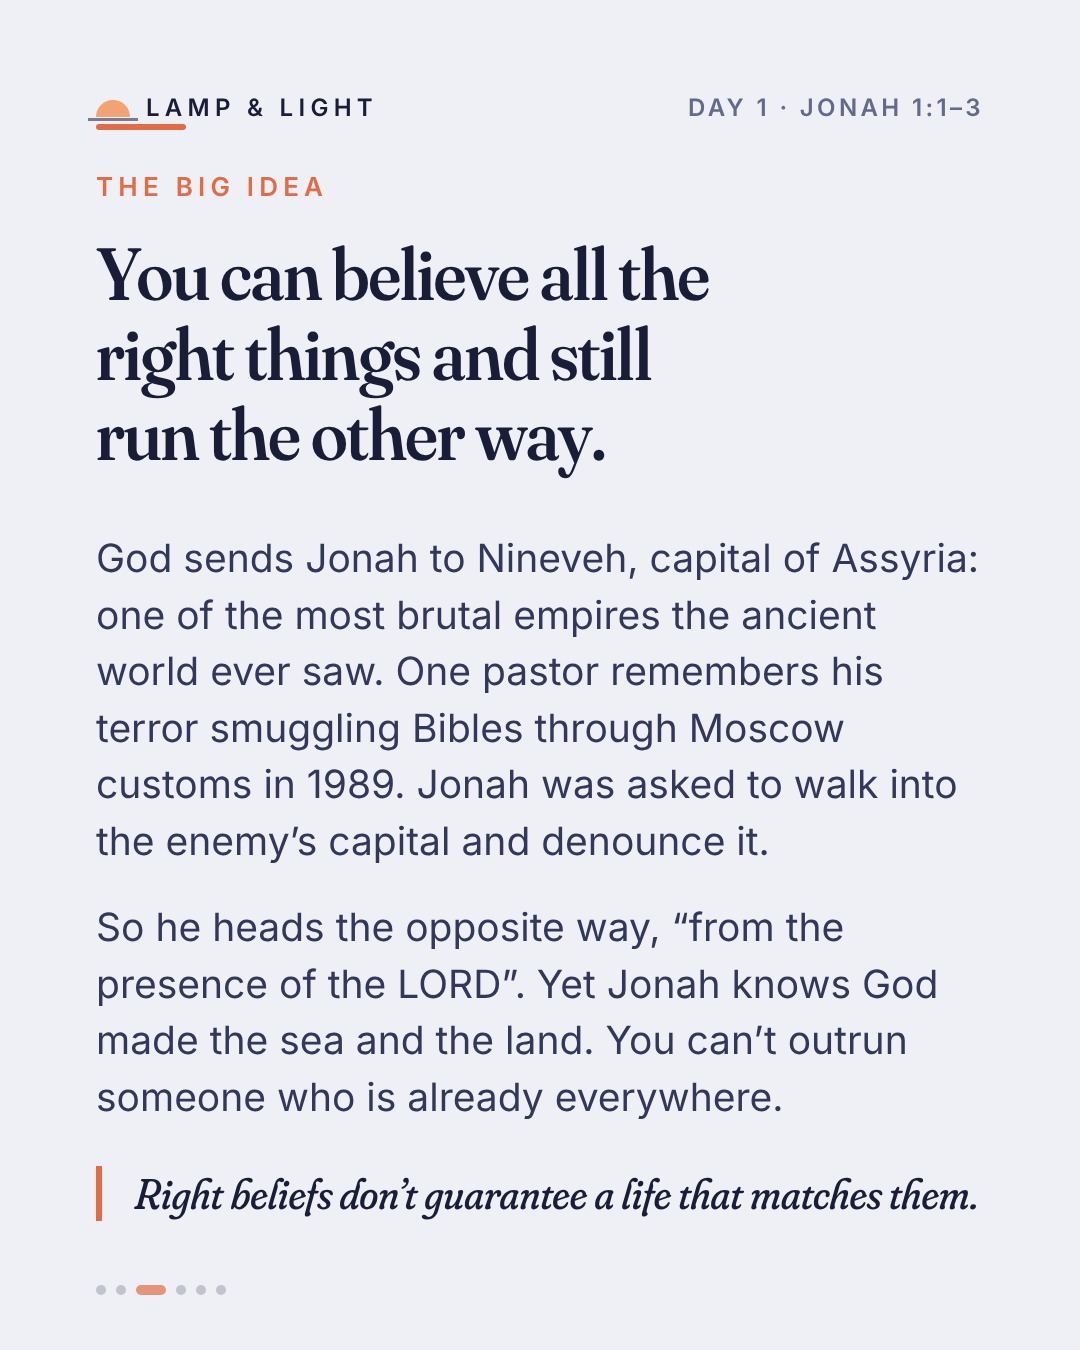 LAMP & LIGHT
DAY 1 · JONAH 1:1–3
THE BIG IDEA
You can believe all the
right things and still
run the other way.
God sends Jonah to Nineveh, capital of Assyria:
one of the most brutal empires the ancient
world ever saw. One pastor remembers his
terror smuggling Bibles through Moscow
customs in 1989. Jonah was asked to walk into
the enemy’s capital and denounce it.
So he heads the opposite way, “from the
presence of the LORD”. Yet Jonah knows God
made the sea and the land. You can’t outrun
someone who is already everywhere.
Right beliefs don’t guarantee a life that matches them.